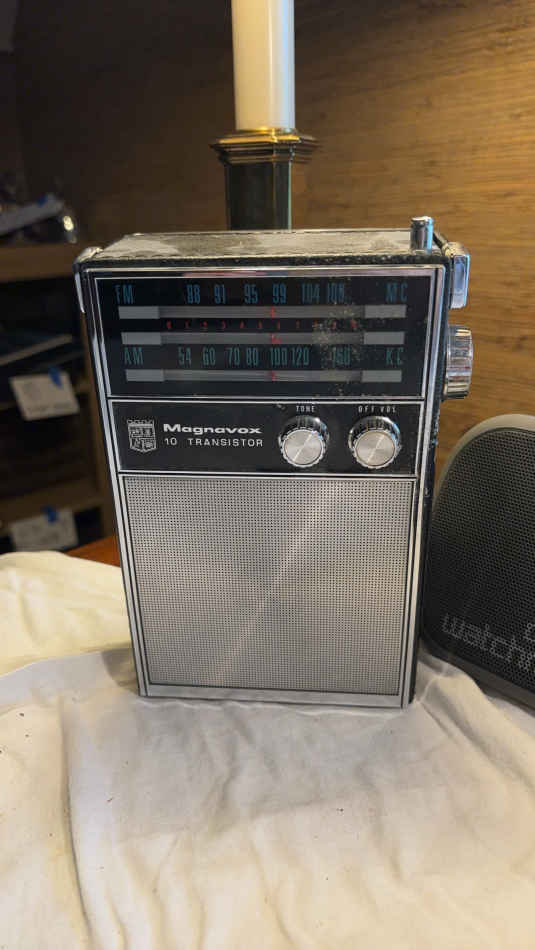 FM 88 91 95 99 104 108 MC
AM 54 60 70 80 100 120 160 KC
TONE OFF VOL
Magnavox
10 TRANSISTOR